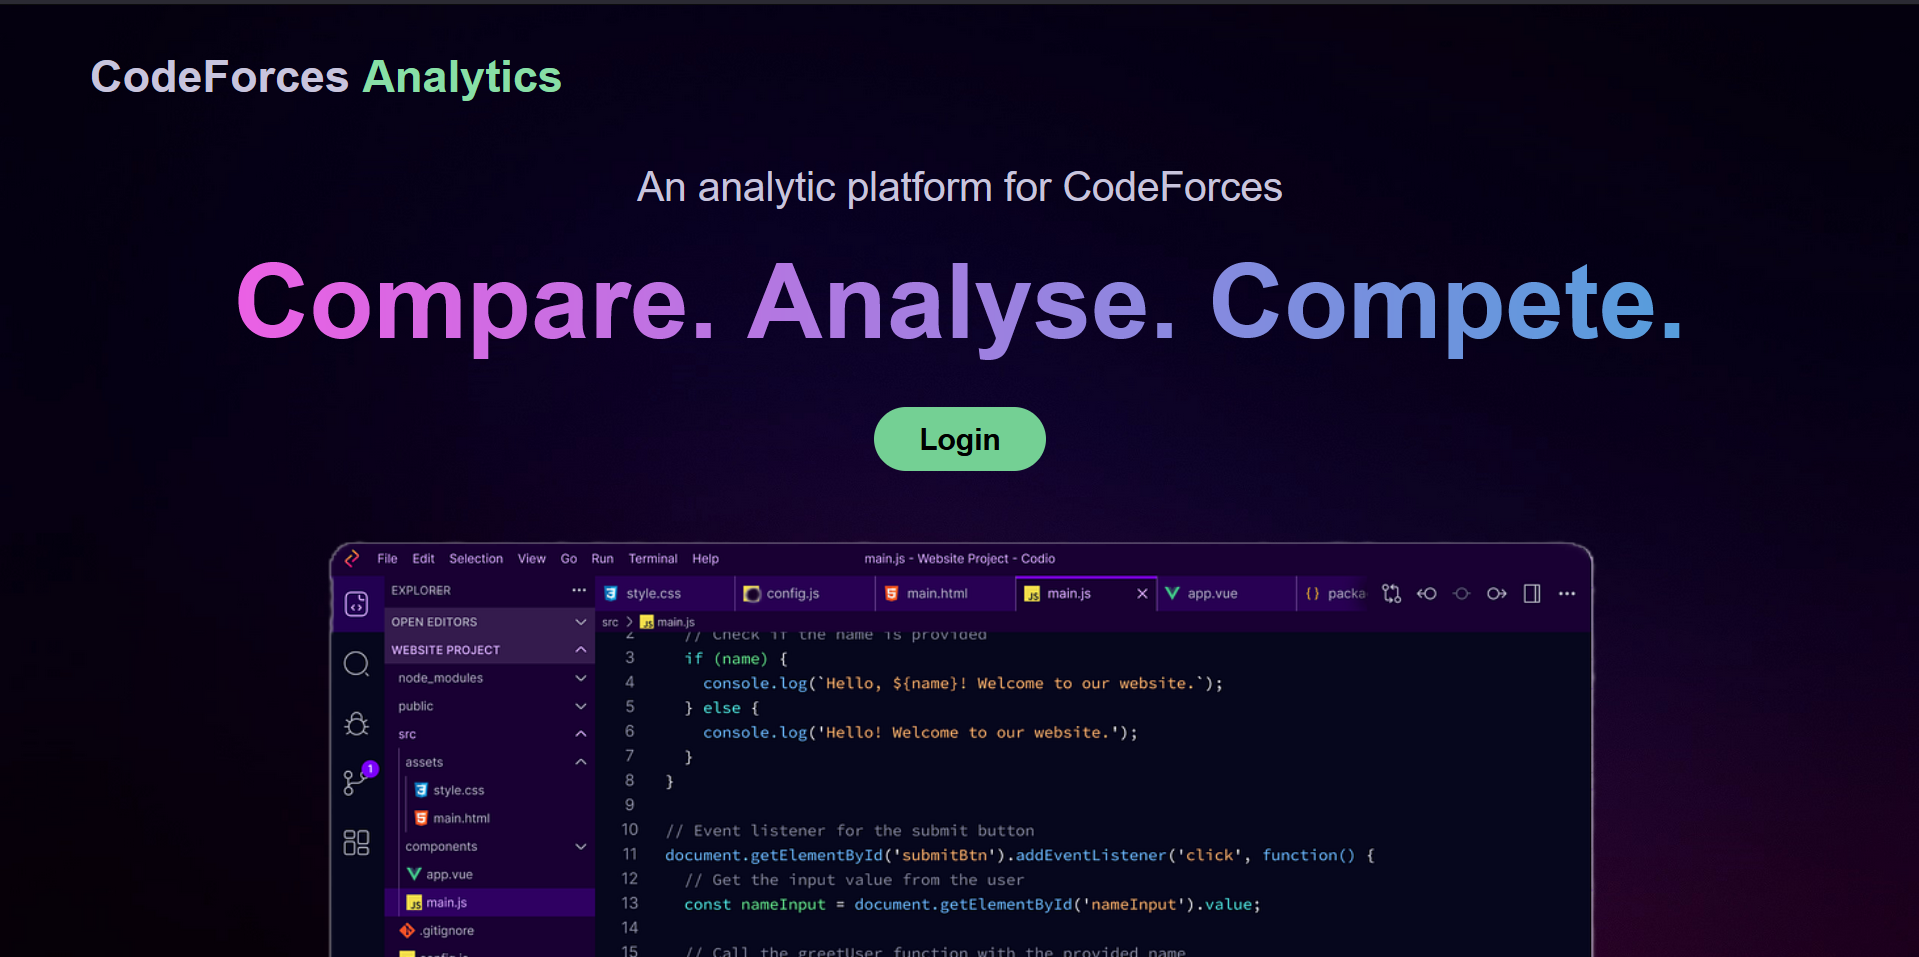 CodeForces Analytics
An analytic platform for CodeForces
Compare. Analyse. Compete.
Login
File Edit Selection View Go Run Terminal Help main.js - Website Project - Codio
EXPLORER ···
style.css config.js main.html main.js app.vue packa ···
OPEN EDITORS
WEBSITE PROJECT
node_modules
public
src
assets
style.css
main.html
components
app.vue
main.js
.gitignore
config.js
1
src > main.js
2 // Check if the name is provided
3 if (name) {
4 console.log(`Hello, ${name}! Welcome to our website.`);
5 } else {
6 console.log('Hello! Welcome to our website.');
7 }
8 }
9
10 // Event listener for the submit button
11 document.getElementById('submitBtn').addEventListener('click', function() {
12 // Get the input value from the user
13 const nameInput = document.getElementById('nameInput').value;
14
15 // Call the greetUser function with the provided name